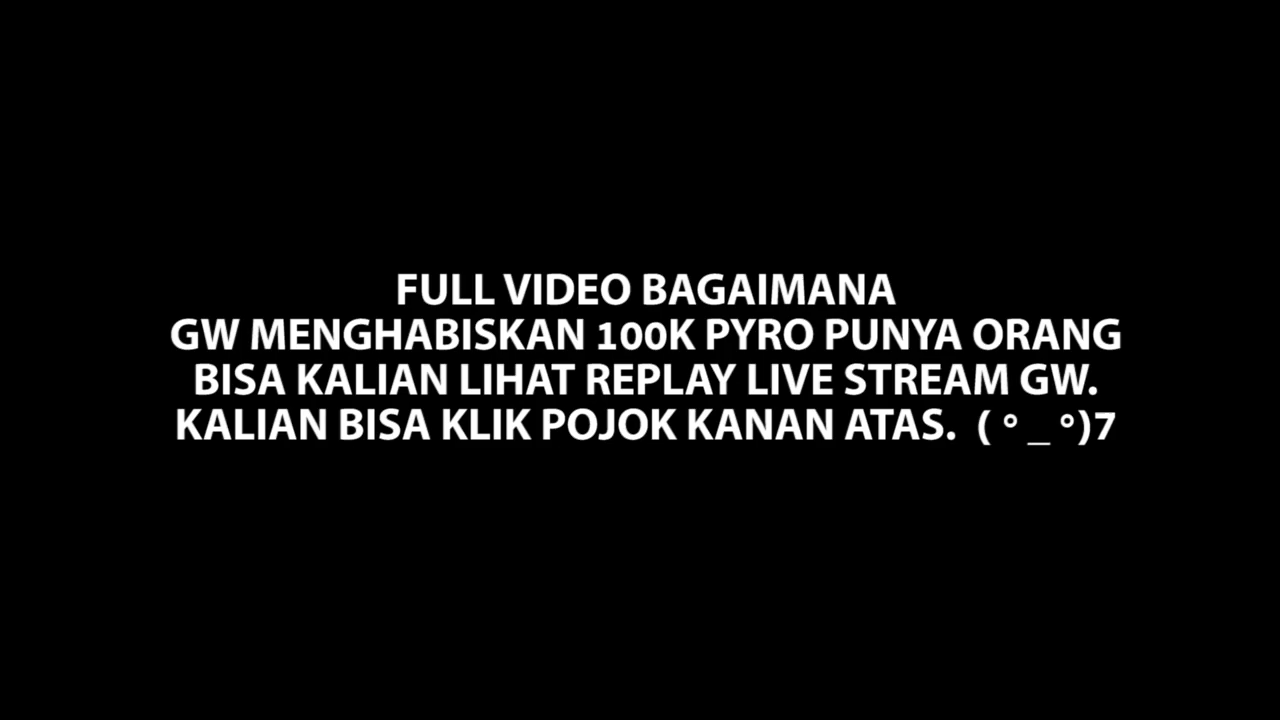 FULL VIDEO BAGAIMANA
GW MENGHABISKAN 100K PYRO PUNYA ORANG
BISA KALIAN LIHAT REPLAY LIVE STREAM GW.
KALIAN BISA KLIK POJOK KANAN ATAS.  ( ° _ °)7